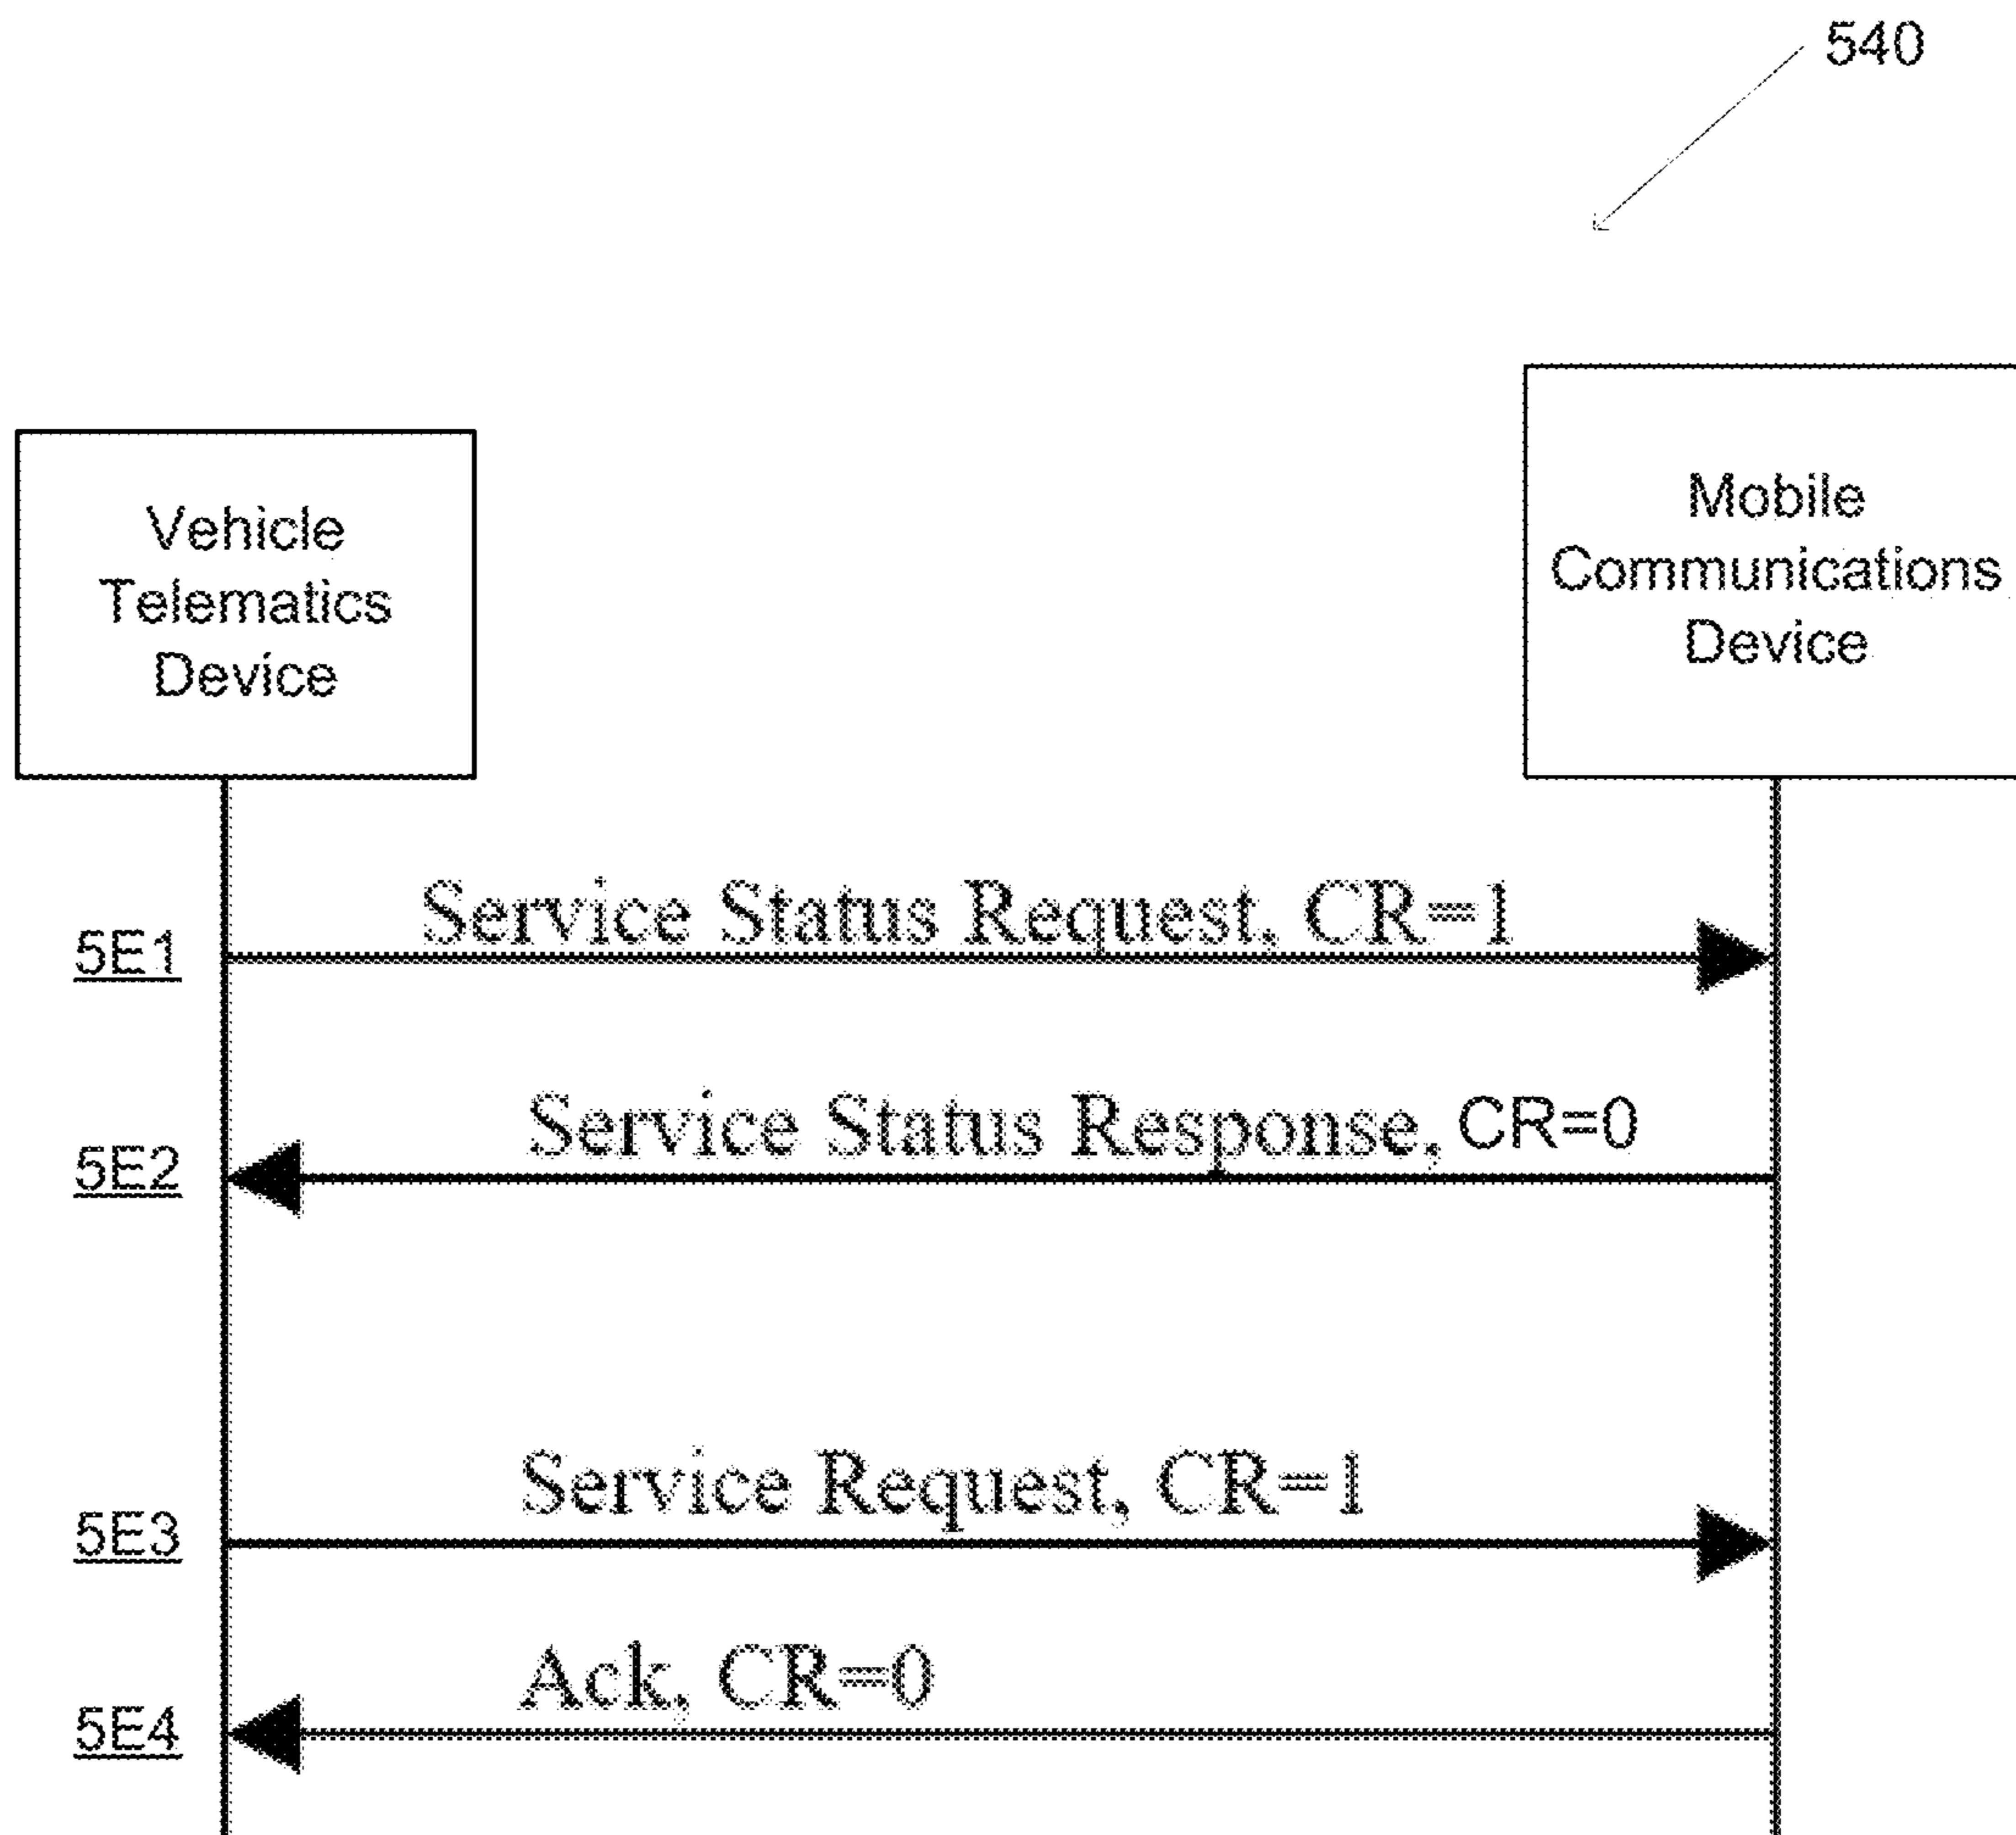 540
Vehicle
Telematics
Device
Mobile
Communications
Device
5E1
Service Status Request, CR=1
5E2
Service Status Response, CR=0
5E3
Service Request, CR=1
5E4
Ack, CR=0